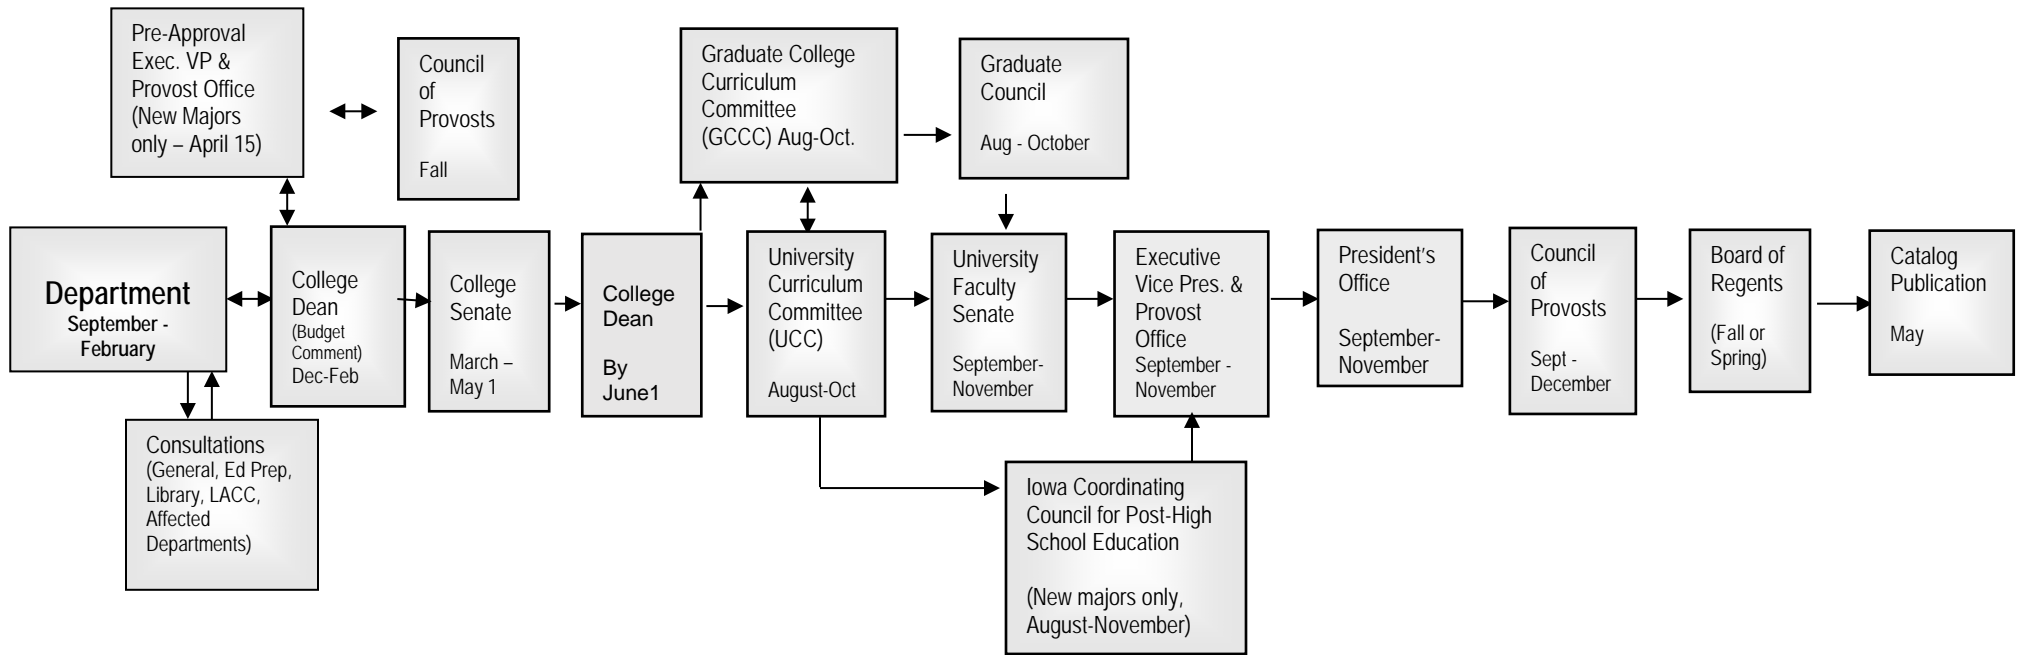 Pre-Approval
Exec. VP &
Provost Office
(New Majors
only – April 15)
Council
of
Provosts
Fall
Graduate College
Curriculum
Committee
(GCCC) Aug-Oct.
Graduate
Council
Aug - October
Department
September -
February
College
Dean
(Budget
Comment)
Dec-Feb
College
Senate
March –
May 1
College
Dean
By
June1
University
Curriculum
Committee
(UCC)
August-Oct
University
Faculty
Senate
September-
November
Executive
Vice Pres. &
Provost
Office
September -
November
President’s
Office
September-
November
Council
of
Provosts
Sept -
December
Board of
Regents
(Fall or
Spring)
Catalog
Publication
May
Consultations
(General, Ed Prep,
Library, LACC,
Affected
Departments)
Iowa Coordinating
Council for Post-High
School Education
(New majors only,
August-November)